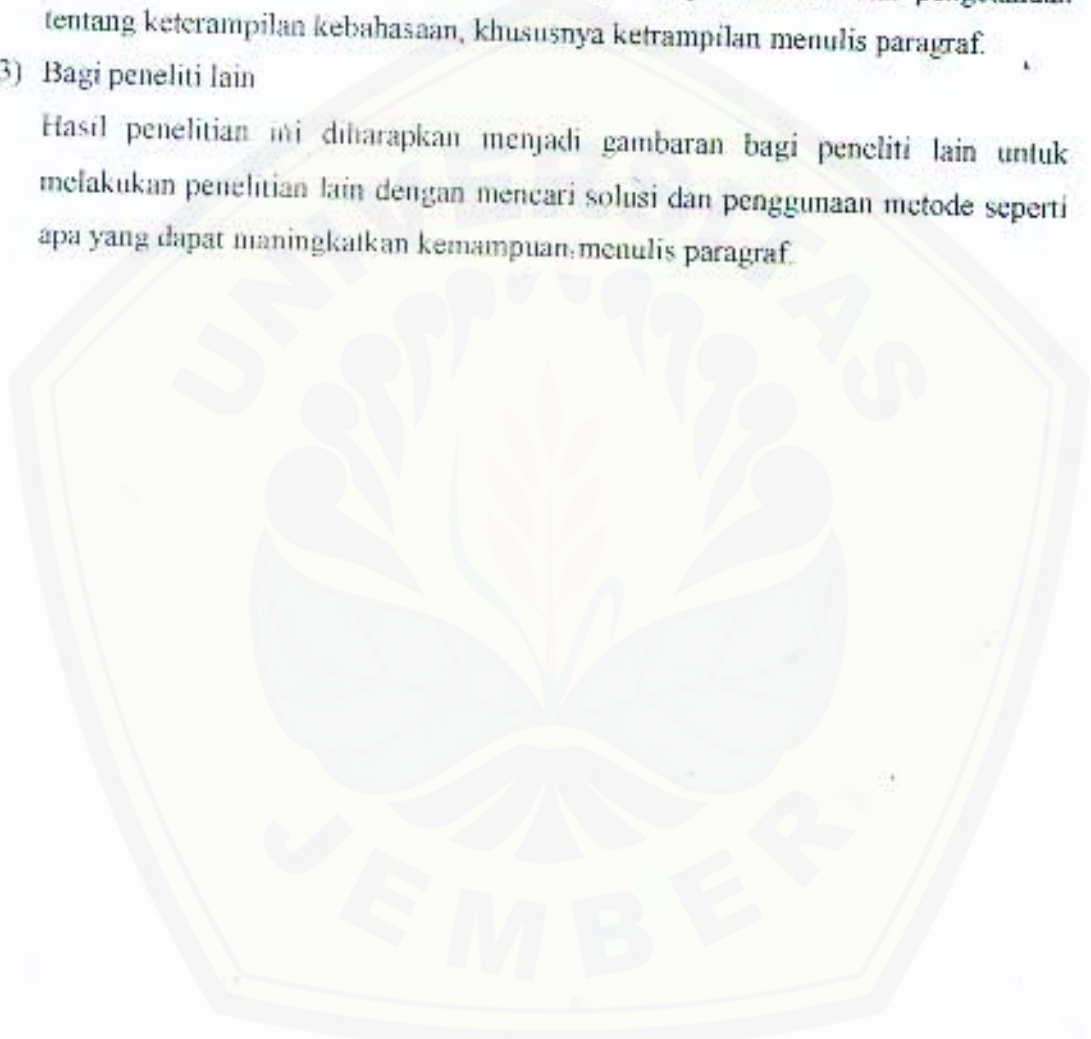 tentang keterampilan kebahasaan, khususnya ketrampilan menulis paragraf.
3) Bagi peneliti lain
Hasil penelitian ini diharapkan menjadi gambaran bagi peneliti lain untuk
melakukan penelitian lain dengan mencari solusi dan penggunaan metode seperti
apa yang dapat maningkatkan kemampuan menulis paragraf.
UNIVERSITAS
JEMBER